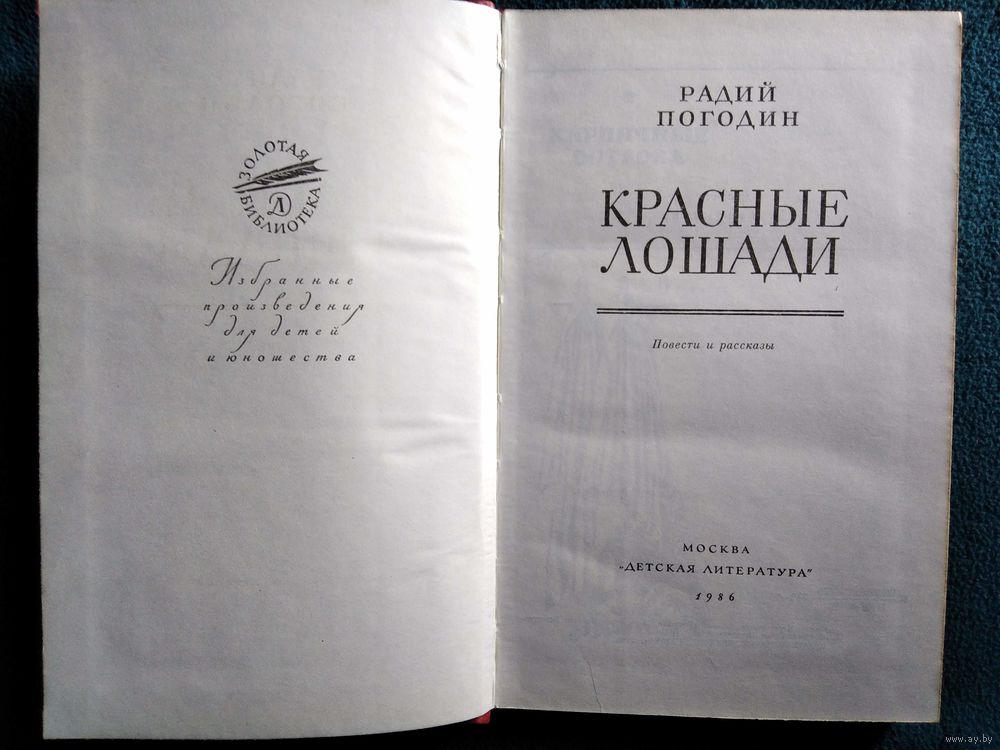 ЗОЛОТАЯ
БИБЛИОТЕКА
Д
Избранные
произведения
для детей
и юношества
РАДИЙ
ПОГОДИН
КРАСНЫЕ
ЛОШАДИ
Повести и рассказы
МОСКВА
„ДЕТСКАЯ ЛИТЕРАТУРА"
1986
www.ay.by